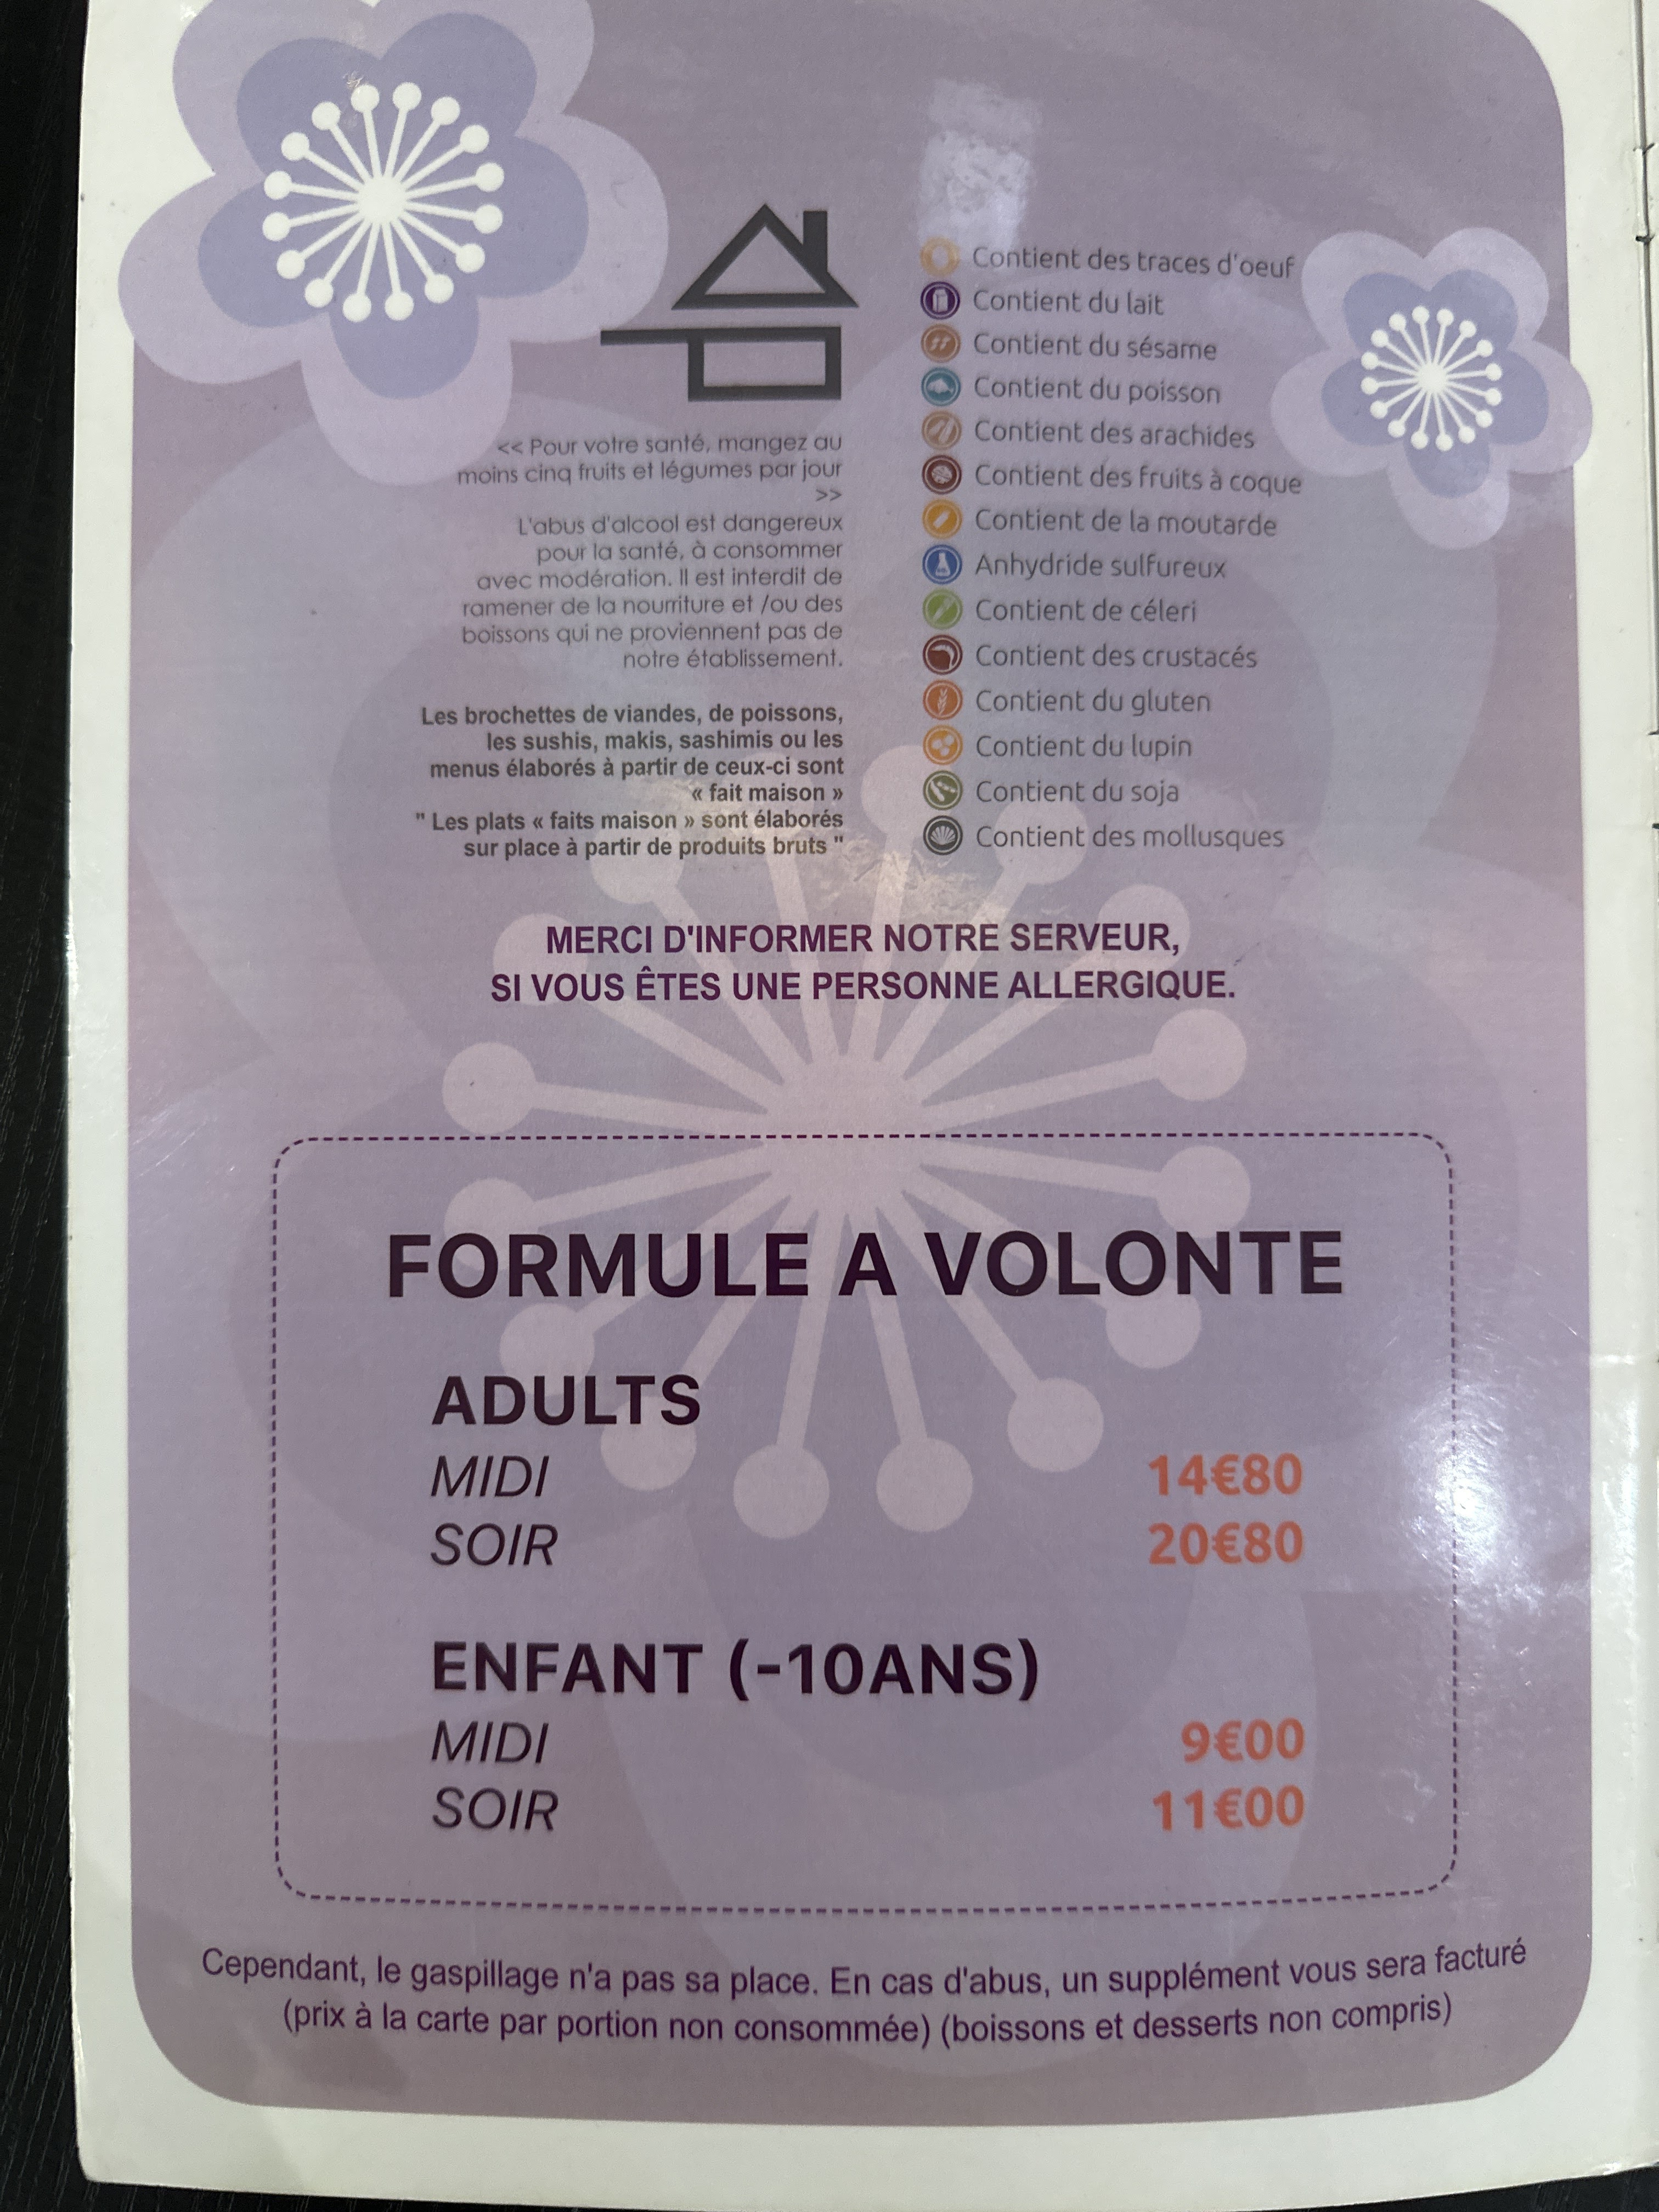 << Pour votre santé, mangez au
moins cinq fruits et légumes par jour
>>
L'abus d'alcool est dangereux
pour la santé, à consommer
avec modération. Il est interdit de
ramener de la nourriture et /ou des
boissons qui ne proviennent pas de
notre établissement.
Les brochettes de viandes, de poissons,
les sushis, makis, sashimis ou les
menus élaborés à partir de ceux-ci sont
« fait maison »
" Les plats « faits maison » sont élaborés
sur place à partir de produits bruts "
Contient des traces d'oeuf
Contient du lait
Contient du sésame
Contient du poisson
Contient des arachides
Contient des fruits à coque
Contient de la moutarde
Anhydride sulfureux
Contient de céleri
Contient des crustacés
Contient du gluten
Contient du lupin
Contient du soja
Contient des mollusques
MERCI D'INFORMER NOTRE SERVEUR,
SI VOUS ÊTES UNE PERSONNE ALLERGIQUE.
FORMULE A VOLONTE
ADULTS
MIDI 14€80
SOIR 20€80
ENFANT (-10ANS)
MIDI 9€00
SOIR 11€00
Cependant, le gaspillage n'a pas sa place. En cas d'abus, un supplément vous sera facturé
(prix à la carte par portion non consommée) (boissons et desserts non compris)